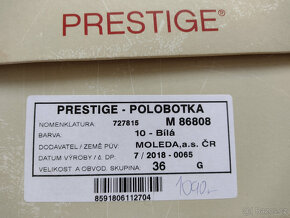 PRESTIGE®
PRESTIGE - POLOBOTKA
NOMENKLATURA: 727815 M 86808
BARVA: 10 - Bílá
DODAVATEL / ZEMĚ PŮV MOLEDA,a.s. ČR
DATUM VÝROBY / č. DP: 7 / 2018 - 0065
VELIKOST A OBVOD. SKUPINA: 36 G
8591806112704
1090,-